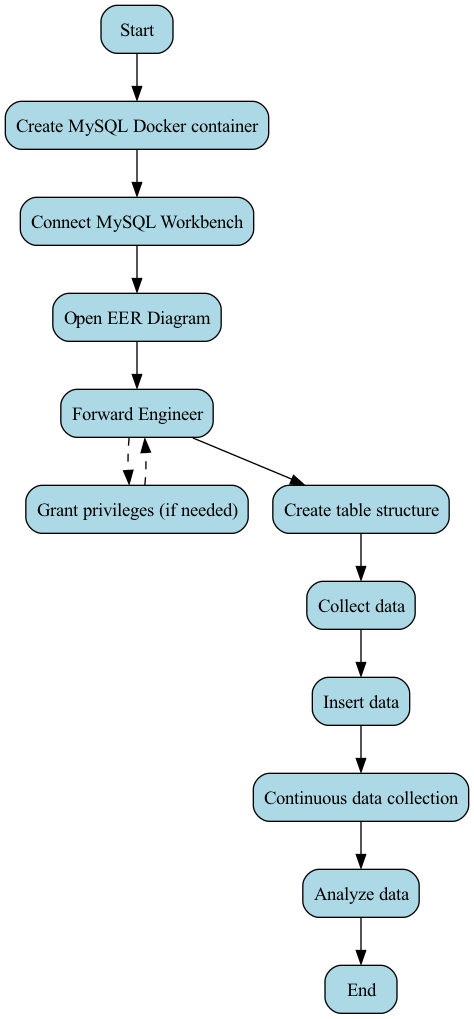 Start
Create MySQL Docker container
Connect MySQL Workbench
Open EER Diagram
Forward Engineer
Grant privileges (if needed)
Create table structure
Collect data
Insert data
Continuous data collection
Analyze data
End